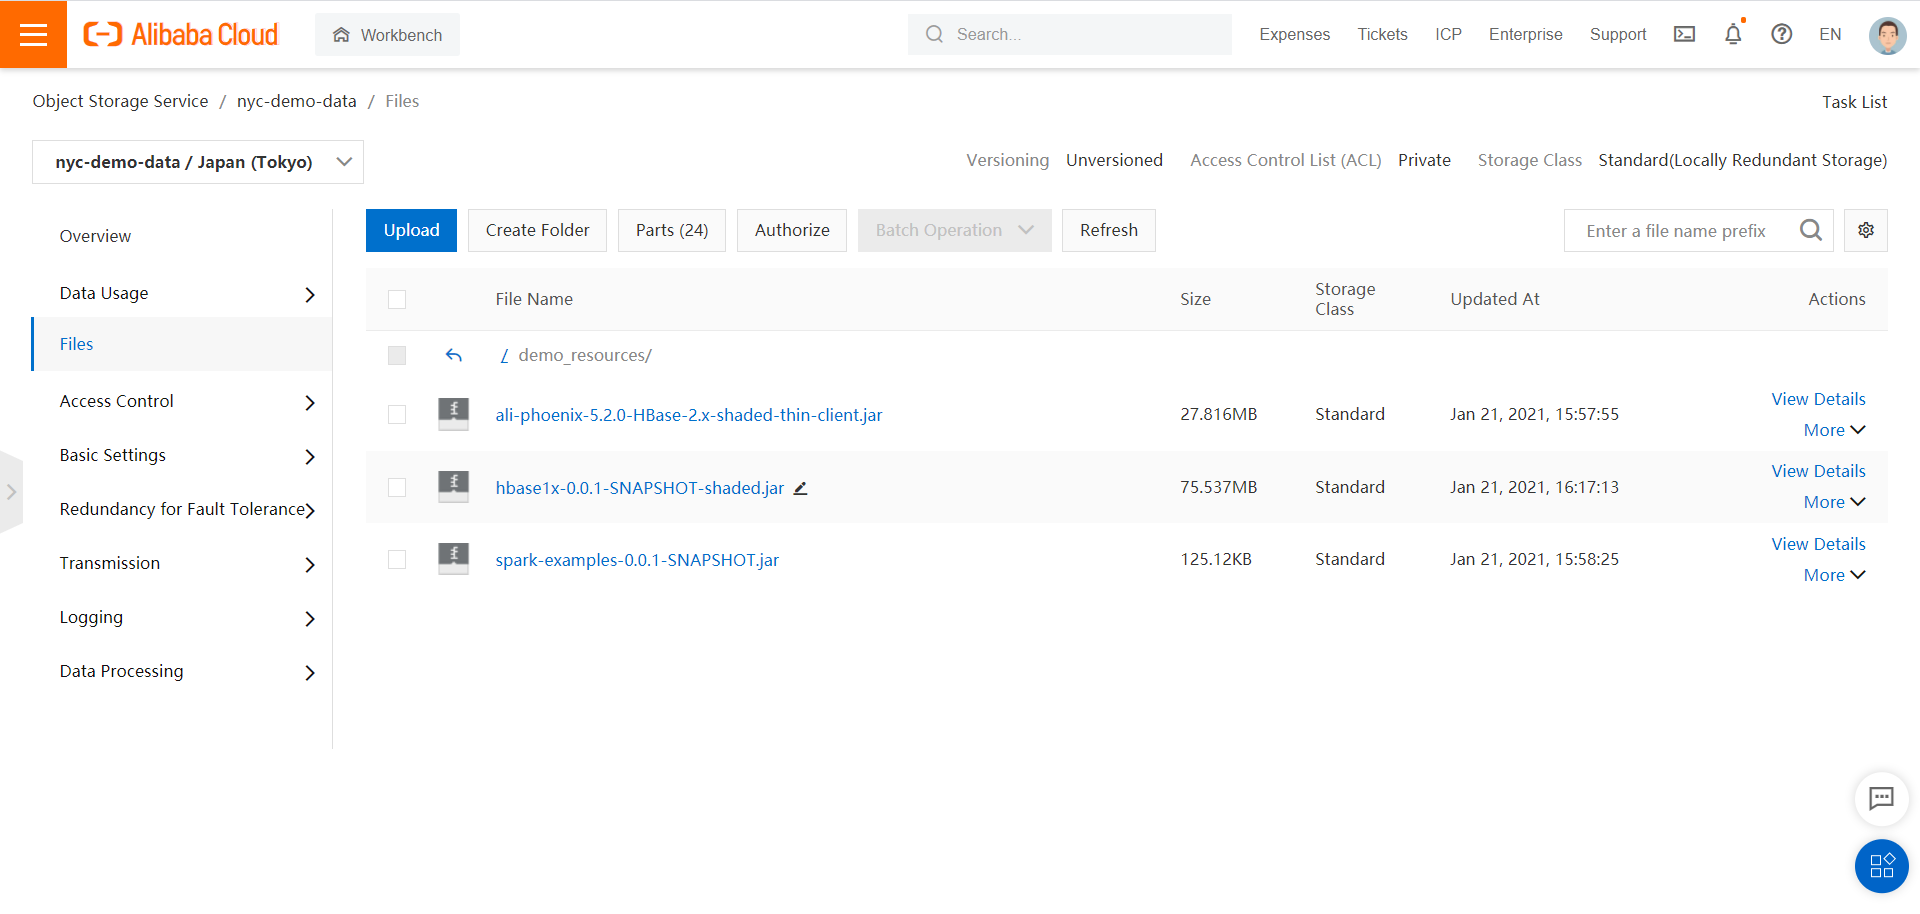 Alibaba Cloud
Workbench
Search...
Expenses
Tickets
ICP
Enterprise
Support
EN
Object Storage Service / nyc-demo-data / Files
Task List
nyc-demo-data / Japan (Tokyo)
Versioning Unversioned Access Control List (ACL) Private Storage Class Standard(Locally Redundant Storage)
Overview
Data Usage
Files
Access Control
Basic Settings
Redundancy for Fault Tolerance
Transmission
Logging
Data Processing
Upload
Create Folder
Parts (24)
Authorize
Batch Operation
Refresh
Enter a file name prefix
File Name
Size
Storage
Class
Updated At
Actions
/ demo_resources/
ali-phoenix-5.2.0-HBase-2.x-shaded-thin-client.jar
27.816MB
Standard
Jan 21, 2021, 15:57:55
View Details
More
hbase1x-0.0.1-SNAPSHOT-shaded.jar
75.537MB
Standard
Jan 21, 2021, 16:17:13
View Details
More
spark-examples-0.0.1-SNAPSHOT.jar
125.12KB
Standard
Jan 21, 2021, 15:58:25
View Details
More